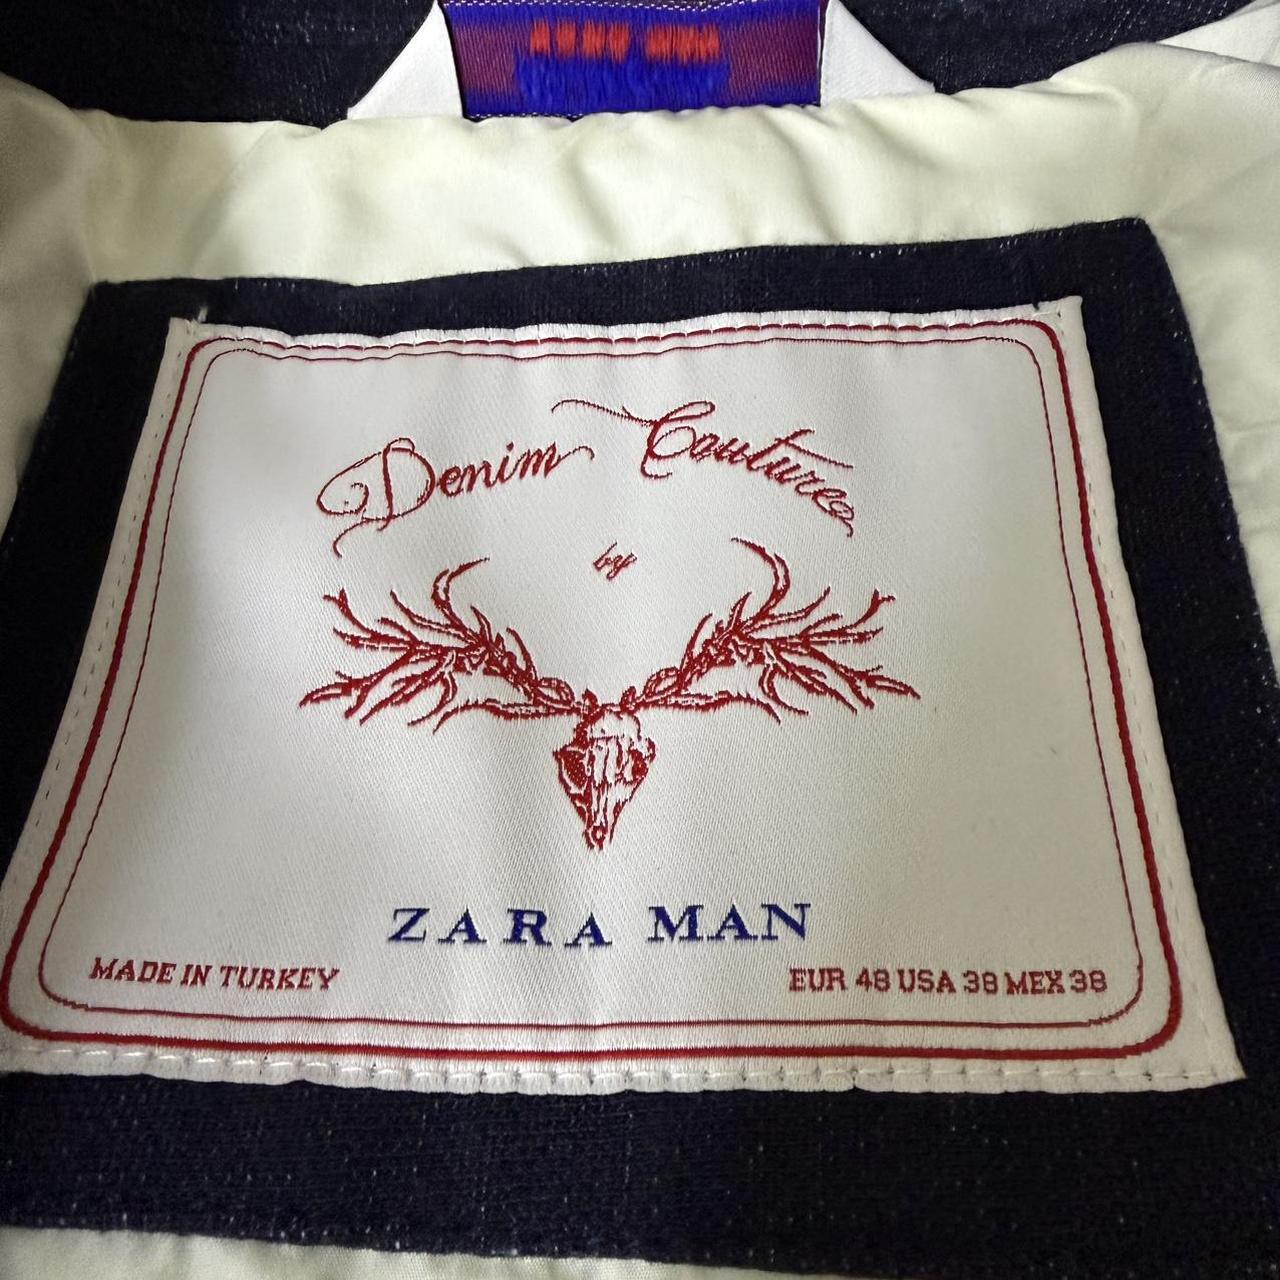 Denim Couture
by
ZARA MAN
MADE IN TURKEY
EUR 48 USA 38 MEX 38